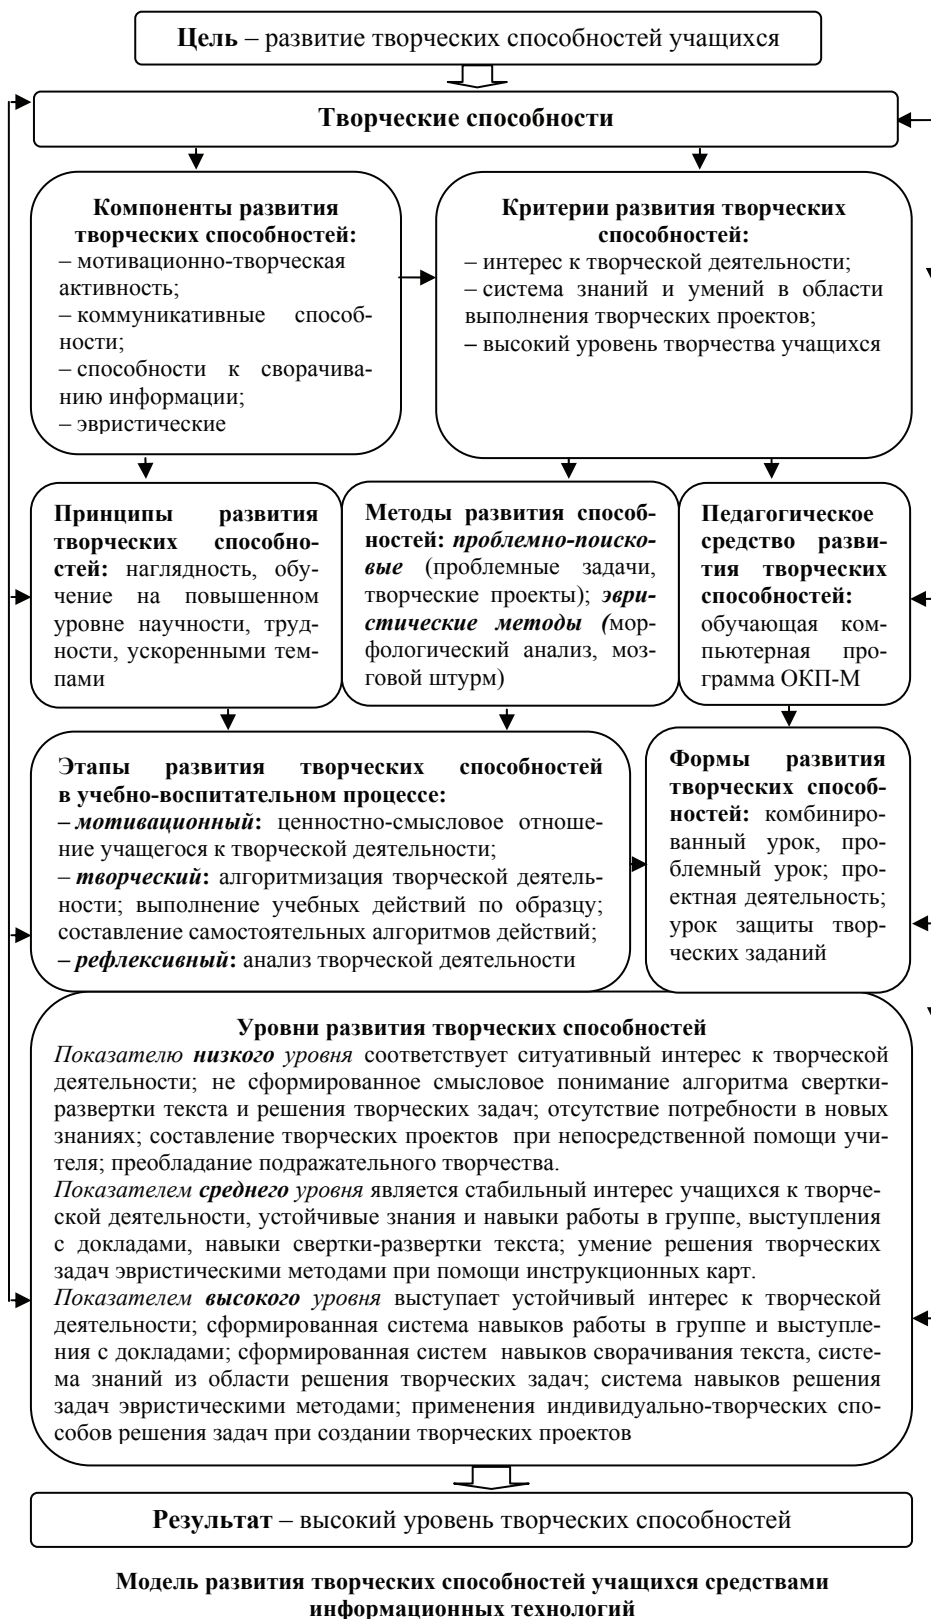 Цель – развитие творческих способностей учащихся
Творческие способности
Компоненты развития
творческих способностей:
– мотивационно-творческая
активность;
– коммуникативные способ-
ности;
– способности к сворачива-
нию информации;
– эвристические
Критерии развития творческих
способностей:
– интерес к творческой деятельности;
– система знаний и умений в области
выполнения творческих проектов;
– высокий уровень творчества учащихся
Принципы развития
творческих способно-
стей: наглядность, обу-
чение на повышенном
уровне научности, труд-
ности, ускоренными тем-
пами
Методы развития способ-
ностей: проблемно-поиско-
вые (проблемные задачи,
творческие проекты); эври-
стические методы (мор-
фологический анализ, моз-
говой штурм)
Педагогическое
средство разви-
тия творческих
способностей:
обучающая ком-
пьютерная про-
грамма ОКП-М
Этапы развития творческих способностей
в учебно-воспитательном процессе:
– мотивационный: ценностно-смысловое отноше-
ние учащегося к творческой деятельности;
– творческий: алгоритмизация творческой деятель-
ности; выполнение учебных действий по образцу;
составление самостоятельных алгоритмов действий;
– рефлексивный: анализ творческой деятельности
Формы развития
творческих способ-
ностей: комбиниро-
ванный урок, про-
блемный урок; про-
ектная деятельность;
урок защиты твор-
ческих заданий
Уровни развития творческих способностей
Показателю низкого уровня соответствует ситуативный интерес к творческой
деятельности; не сформированное смысловое понимание алгоритма свертки-
развертки текста и решения творческих задач; отсутствие потребности в новых
знаниях; составление творческих проектов при непосредственной помощи учи-
теля; преобладание подражательного творчества.
Показателем среднего уровня является стабильный интерес учащихся к творче-
ской деятельности, устойчивые знания и навыки работы в группе, выступления
с докладами, навыки свертки-развертки текста; умение решения творческих
задач эвристическими методами при помощи инструкционных карт.
Показателем высокого уровня выступает устойчивый интерес к творческой
деятельности; сформированная система навыков работы в группе и выступле-
ния с докладами; сформированная систем навыков сворачивания текста, систе-
ма знаний из области решения творческих задач; система навыков решения
задач эвристическими методами; применения индивидуально-творческих спо-
собов решения задач при создании творческих проектов
Результат – высокий уровень творческих способностей
Модель развития творческих способностей учащихся средствами
информационных технологий